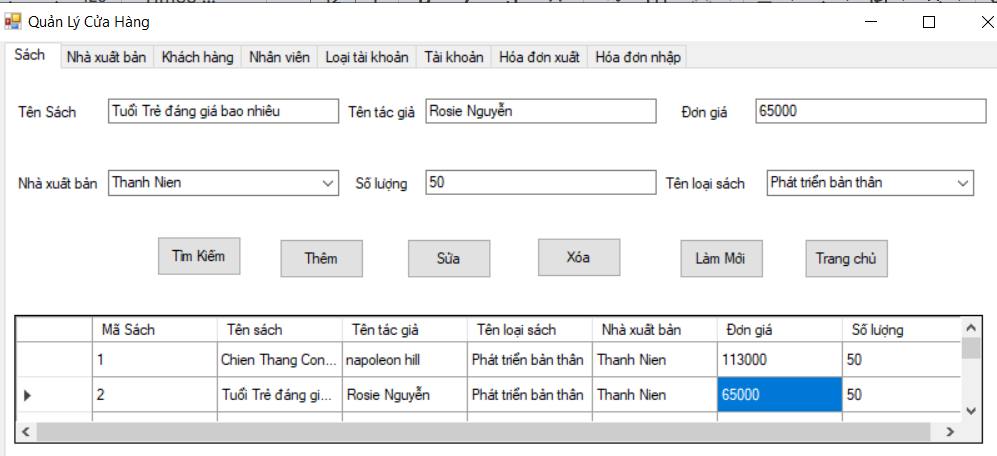 Quản Lý Cửa Hàng
Sách Nhà xuất bản Khách hàng Nhân viên Loại tài khoản Tài khoản Hóa đơn xuất Hóa đơn nhập
Tên Sách Tuổi Trẻ đáng giá bao nhiêu Tên tác giả Rosie Nguyễn Đơn giá 65000
Nhà xuất bản Thanh Nien Số lượng 50 Tên loại sách Phát triển bản thân
Tìm Kiếm Thêm Sửa Xóa Làm Mới Trang chủ
Mã Sách Tên sách Tên tác giả Tên loại sách Nhà xuất bản Đơn giá Số lượng
1 Chien Thang Con... napoleon hill Phát triển bản thân Thanh Nien 113000 50
2 Tuổi Trẻ đáng gi... Rosie Nguyễn Phát triển bản thân Thanh Nien 65000 50